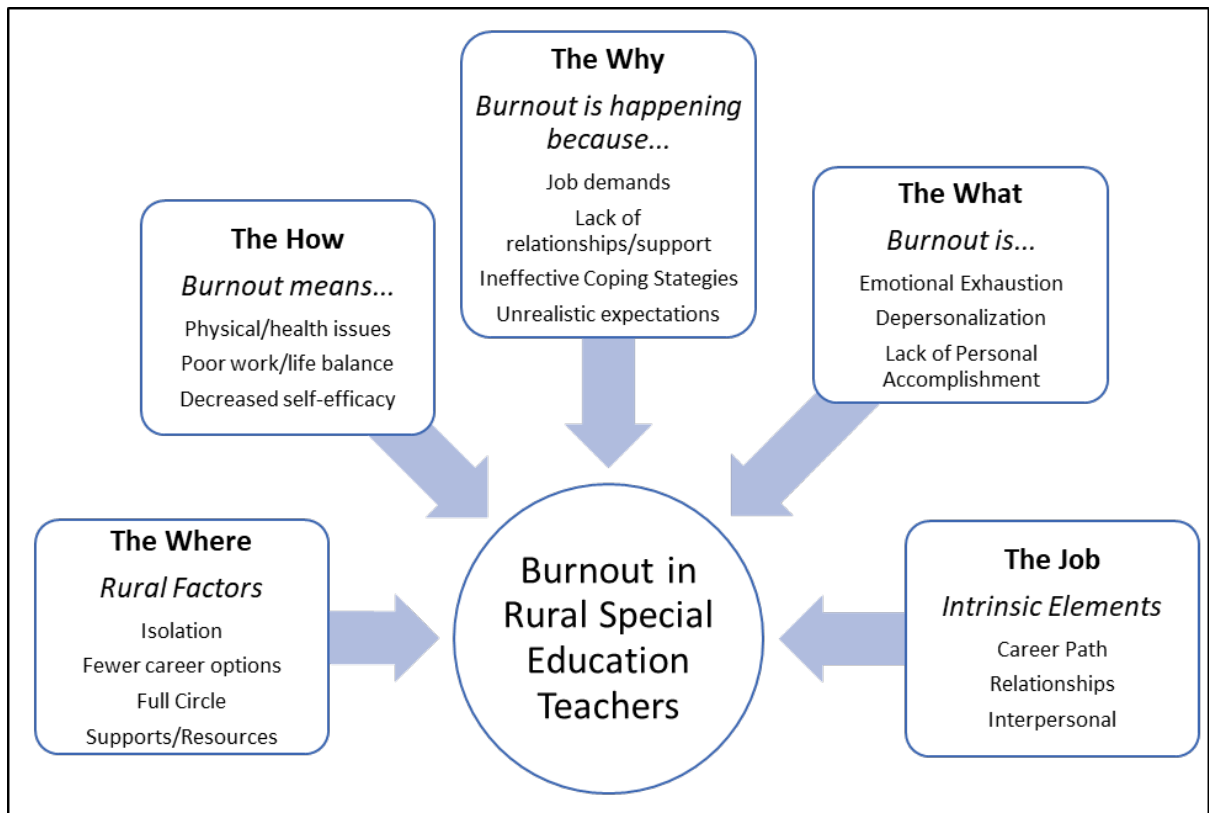 The Why
Burnout is happening
because...
Job demands
Lack of
relationships/support
Ineffective Coping Stategies
Unrealistic expectations
The How
Burnout means...
Physical/health issues
Poor work/life balance
Decreased self-efficacy
The What
Burnout is...
Emotional Exhaustion
Depersonalization
Lack of Personal
Accomplishment
The Where
Rural Factors
Isolation
Fewer career options
Full Circle
Supports/Resources
Burnout in
Rural Special
Education
Teachers
The Job
Intrinsic Elements
Career Path
Relationships
Interpersonal